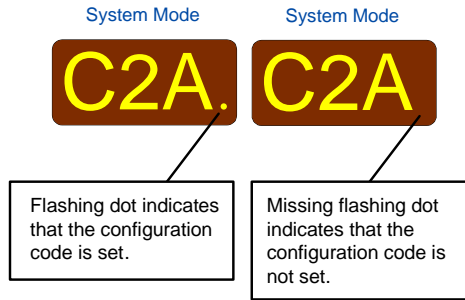 System Mode
System Mode
C2A.
C2A
Flashing dot indicates
that the configuration
code is set.
Missing flashing dot
indicates that the
configuration code is
not set.